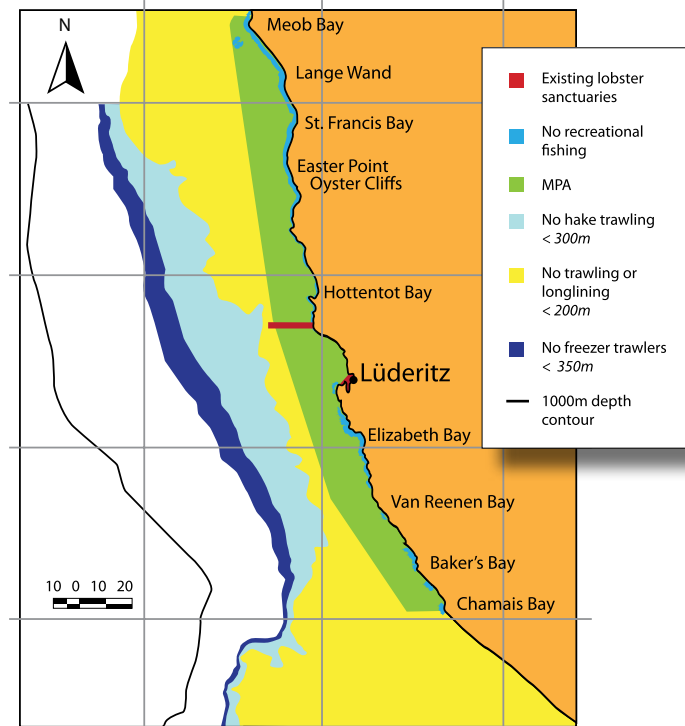 Meob Bay
N
Lange Wand
St. Francis Bay
Easter Point
Oyster Cliffs
Hottentot Bay
Lüderitz
Elizabeth Bay
Van Reenen Bay
Baker's Bay
Chamais Bay
10 0 10 20
Existing lobster
sanctuaries
No recreational
fishing
MPA
No hake trawling
< 300m
No trawling or
longlining
< 200m
No freezer trawlers
< 350m
1000m depth
contour